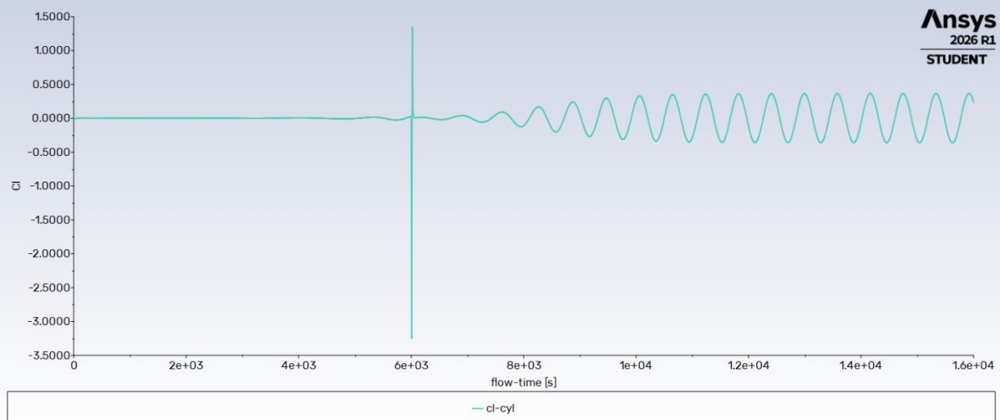 Ansys
2026 R1
STUDENT
1.5000
1.0000
0.5000
0.0000
-0.5000
-1.0000
-1.5000
-2.0000
-2.5000
-3.0000
-3.5000
Cl
0 2e+03 4e+03 6e+03 8e+03 1e+04 1.2e+04 1.4e+04 1.6e+04
flow-time [s]
cl-cyl